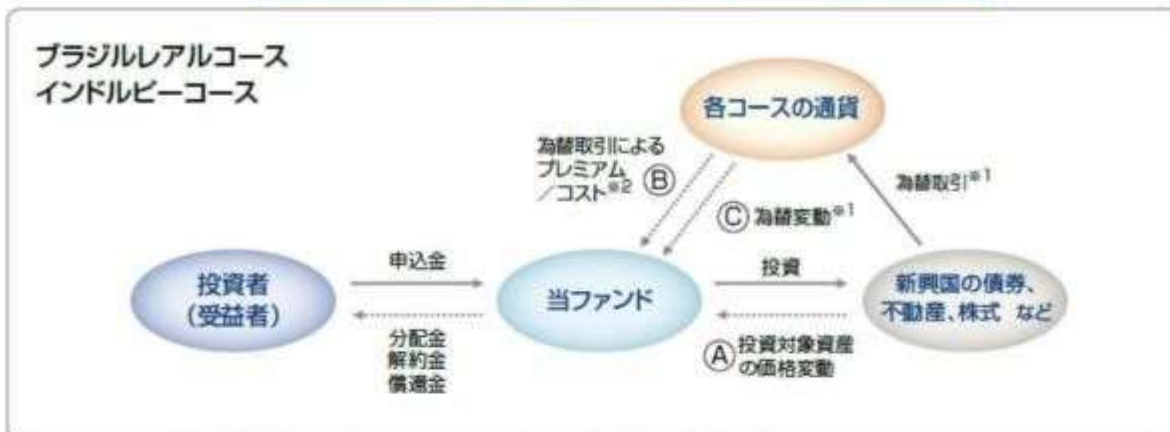 ブラジルレアルコース
インドルピーコース
各コースの通貨
為替取引による
プレミアム
／コスト※2 Ⓑ
為替取引※1
Ⓒ 為替変動※1
申込金
投資
投資者
（受益者）
当ファンド
新興国の債券、
不動産、株式 など
分配金
解約金
償還金
Ⓐ 投資対象資産
の価格変動